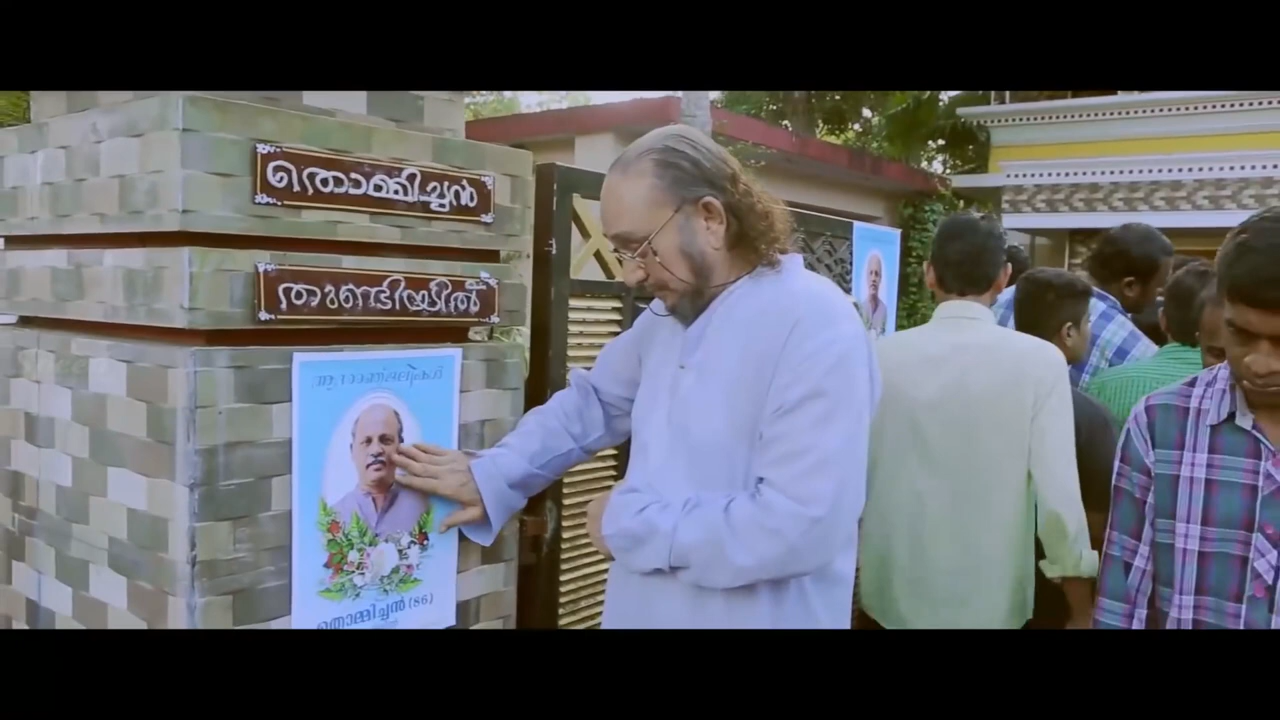 തൊമ്മിച്ചൻ
തുണ്ടിയിൽ
ആദരാഞ്ജലികൾ
തൊമ്മിച്ചൻ (86)